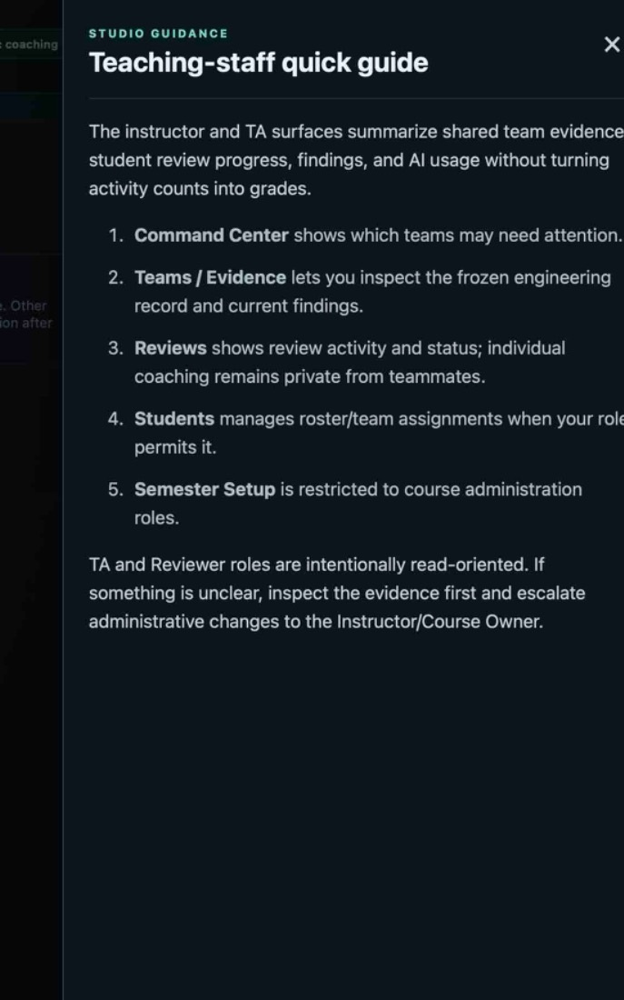 coaching
STUDIO GUIDANCE
Teaching-staff quick guide
The instructor and TA surfaces summarize shared team evidence
student review progress, findings, and AI usage without turning
activity counts into grades.
1. Command Center shows which teams may need attention.
2. Teams / Evidence lets you inspect the frozen engineering
record and current findings.
3. Reviews shows review activity and status; individual
coaching remains private from teammates.
4. Students manages roster/team assignments when your role
permits it.
5. Semester Setup is restricted to course administration
roles.
TA and Reviewer roles are intentionally read-oriented. If
something is unclear, inspect the evidence first and escalate
administrative changes to the Instructor/Course Owner.
. Other
ion after